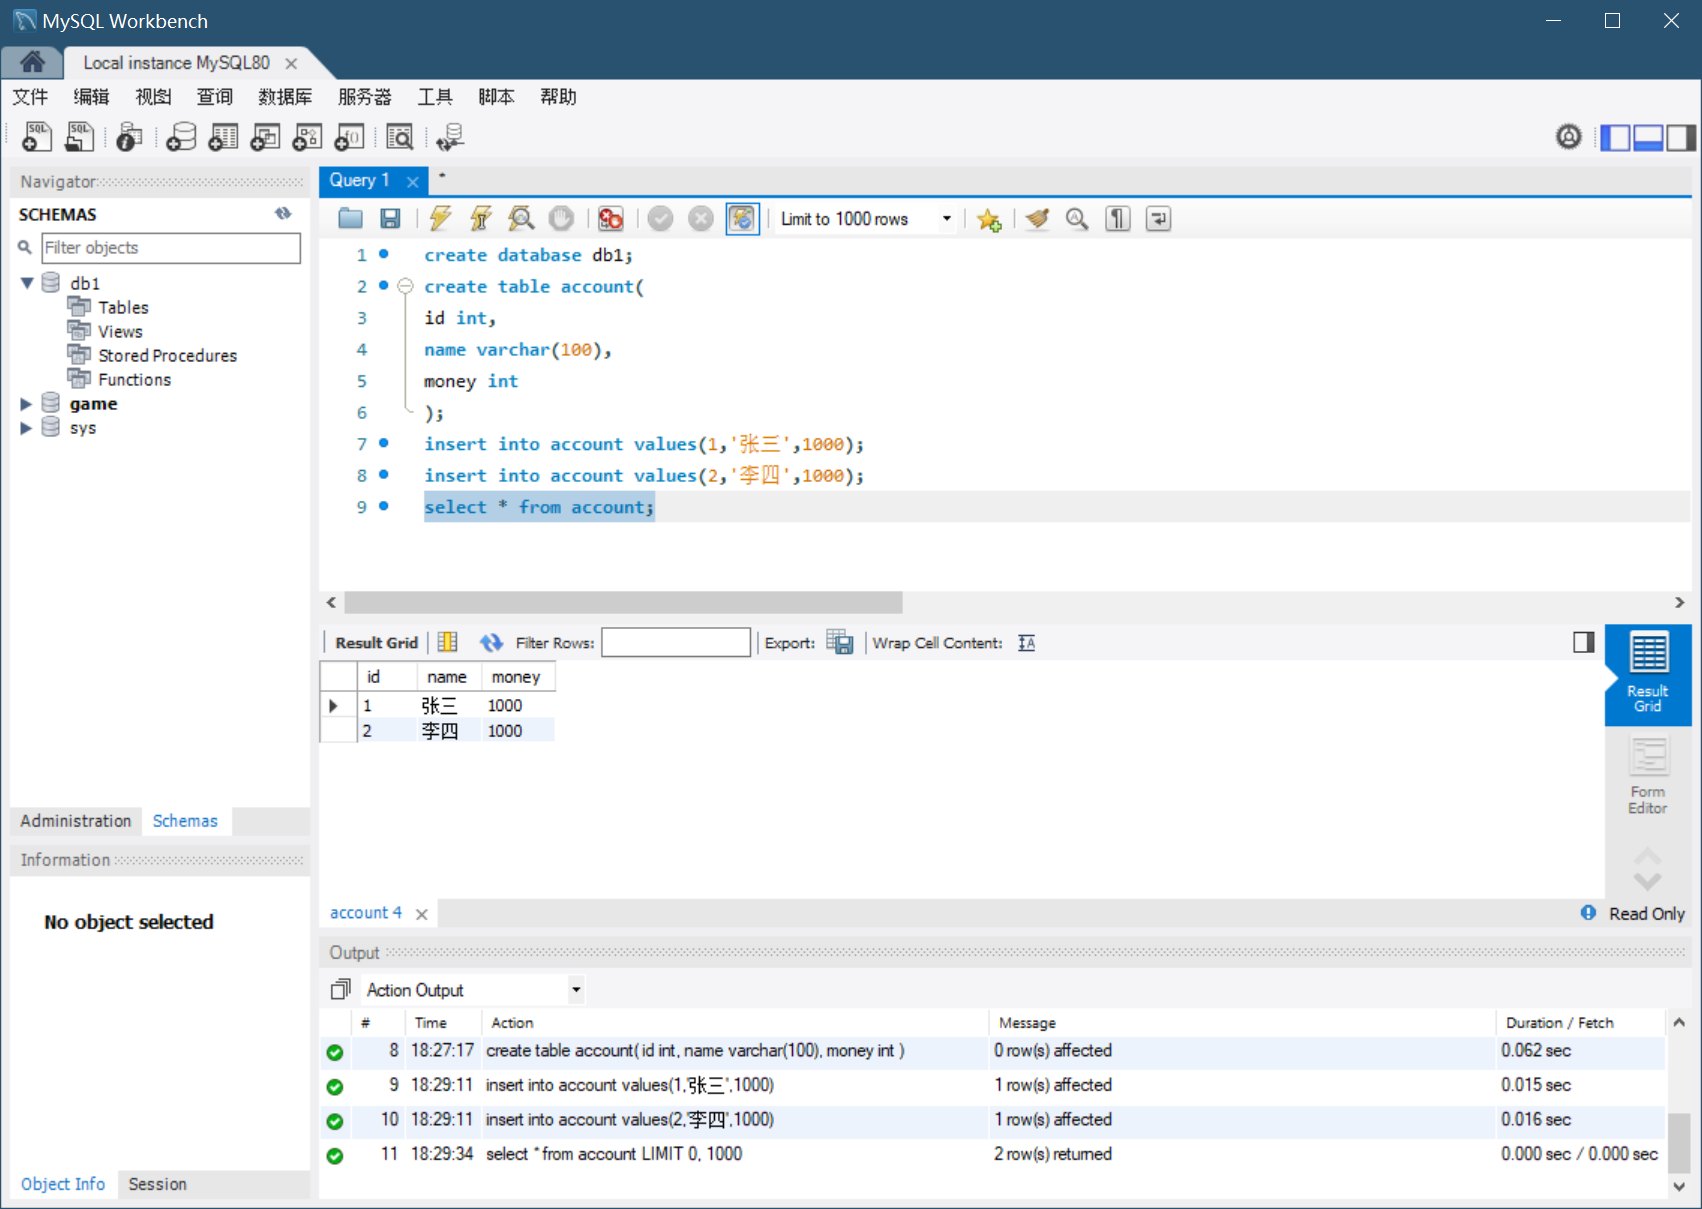 MySQL Workbench
Local instance MySQL80
文件 编辑 视图 查询 数据库 服务器 工具 脚本 帮助
Navigator
SCHEMAS
Filter objects
db1
Tables
Views
Stored Procedures
Functions
game
sys
Administration Schemas
Information
No object selected
Object Info Session
Query 1 *
Limit to 1000 rows
1 create database db1;
2 create table account(
3 id int,
4 name varchar(100),
5 money int
6 );
7 insert into account values(1,'张三',1000);
8 insert into account values(2,'李四',1000);
9 select * from account;
Result Grid Filter Rows: Export: Wrap Cell Content:
id name money
1 张三 1000
2 李四 1000
Result
Grid
Form
Editor
account 4
Read Only
Output
Action Output
# Time Action Message Duration / Fetch
8 18:27:17 create table account( id int, name varchar(100), money int ) 0 row(s) affected 0.062 sec
9 18:29:11 insert into account values(1,'张三',1000) 1 row(s) affected 0.015 sec
10 18:29:11 insert into account values(2,'李四',1000) 1 row(s) affected 0.016 sec
11 18:29:34 select * from account LIMIT 0, 1000 2 row(s) returned 0.000 sec / 0.000 sec